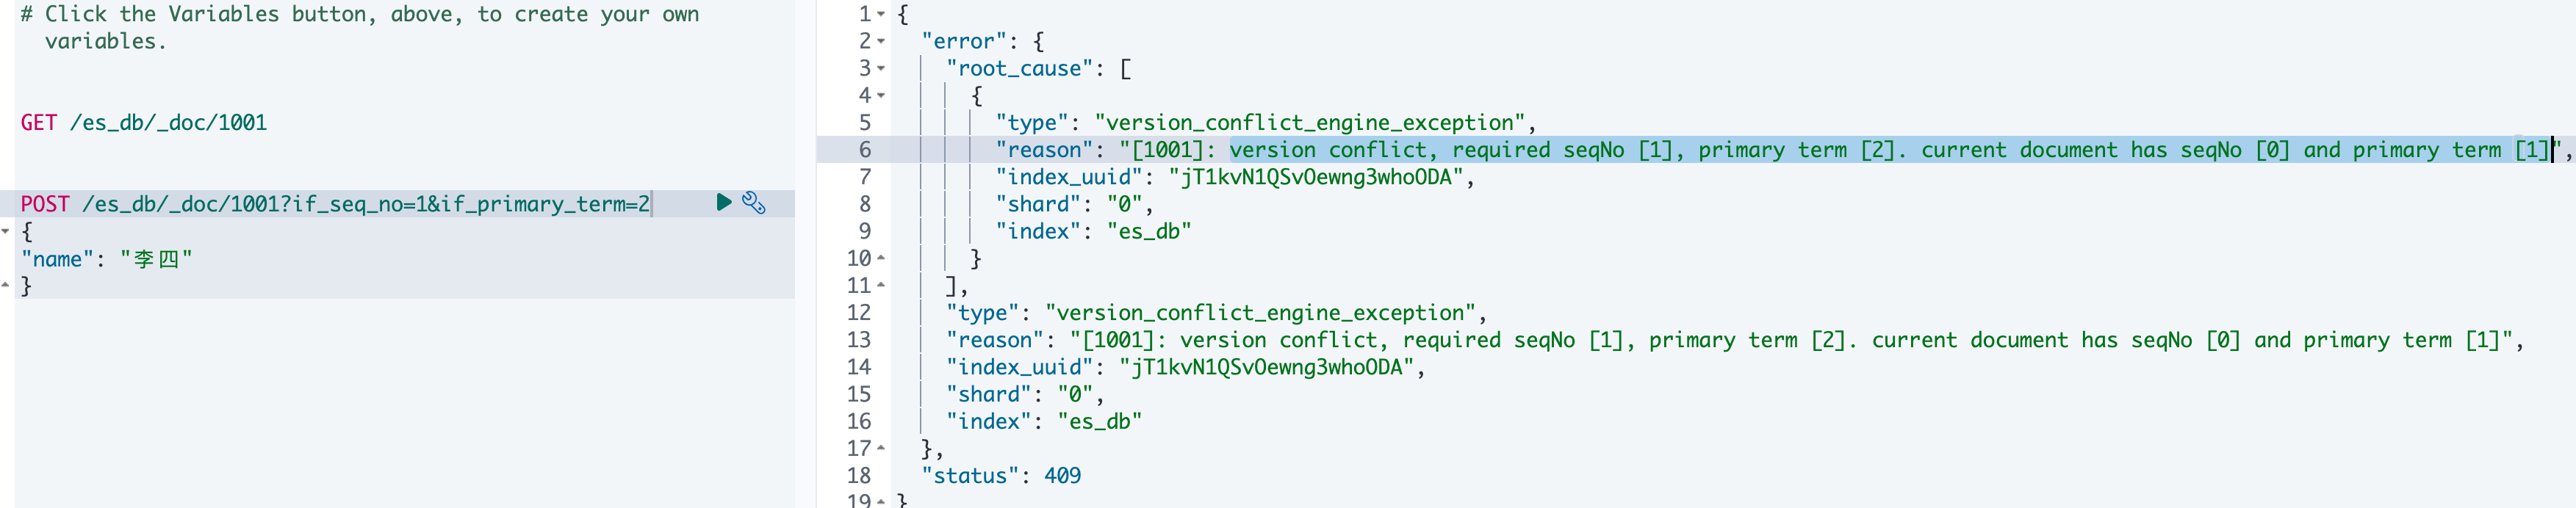 # Click the Variables button, above, to create your own
variables.
GET /es_db/_doc/1001
POST /es_db/_doc/1001?if_seq_no=1&if_primary_term=2
{
"name": "李四"
}
1 {
2 "error": {
3 "root_cause": [
4 {
5 "type": "version_conflict_engine_exception",
6 "reason": "[1001]: version conflict, required seqNo [1], primary term [2]. current document has seqNo [0] and primary term [1]",
7 "index_uuid": "jT1kvN1QSvOewng3whoODA",
8 "shard": "0",
9 "index": "es_db"
10 }
11 ],
12 "type": "version_conflict_engine_exception",
13 "reason": "[1001]: version conflict, required seqNo [1], primary term [2]. current document has seqNo [0] and primary term [1]",
14 "index_uuid": "jT1kvN1QSvOewng3whoODA",
15 "shard": "0",
16 "index": "es_db"
17 },
18 "status": 409
19 }